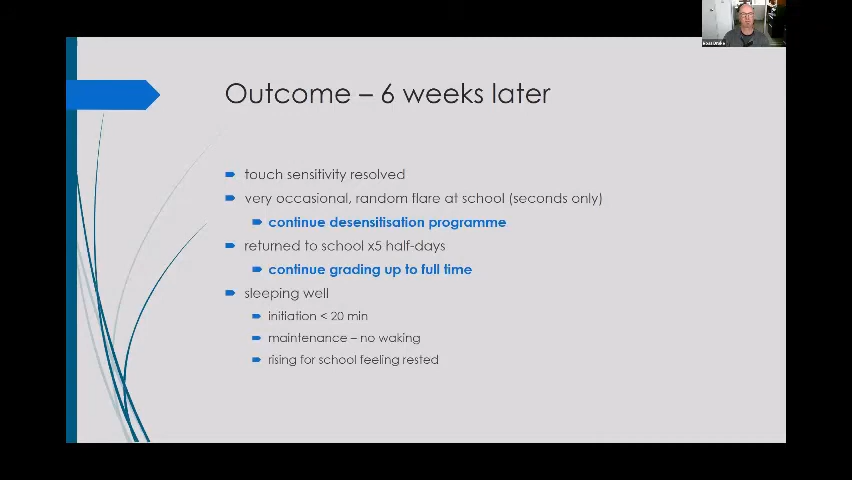 Ross Drake
Outcome – 6 weeks later
touch sensitivity resolved
very occasional, random flare at school (seconds only)
continue desensitisation programme
returned to school x5 half-days
continue grading up to full time
sleeping well
initiation < 20 min
maintenance – no waking
rising for school feeling rested